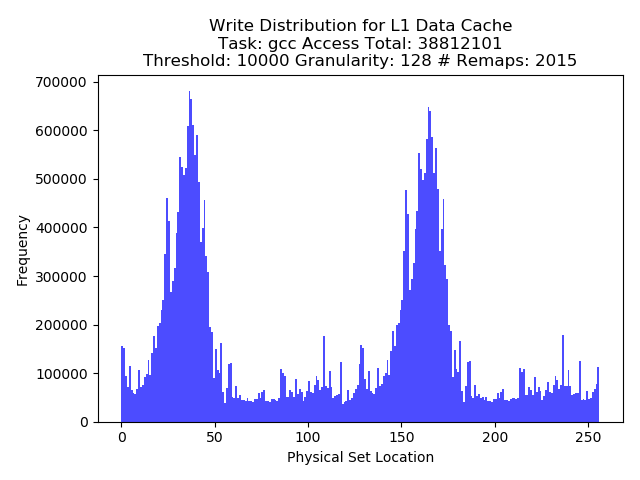 Write Distribution for L1 Data Cache
Task: gcc Access Total: 38812101
Threshold: 10000 Granularity: 128 # Remaps: 2015
700000
600000
500000
400000
300000
200000
100000
0
Frequency
0 50 100 150 200 250
Physical Set Location